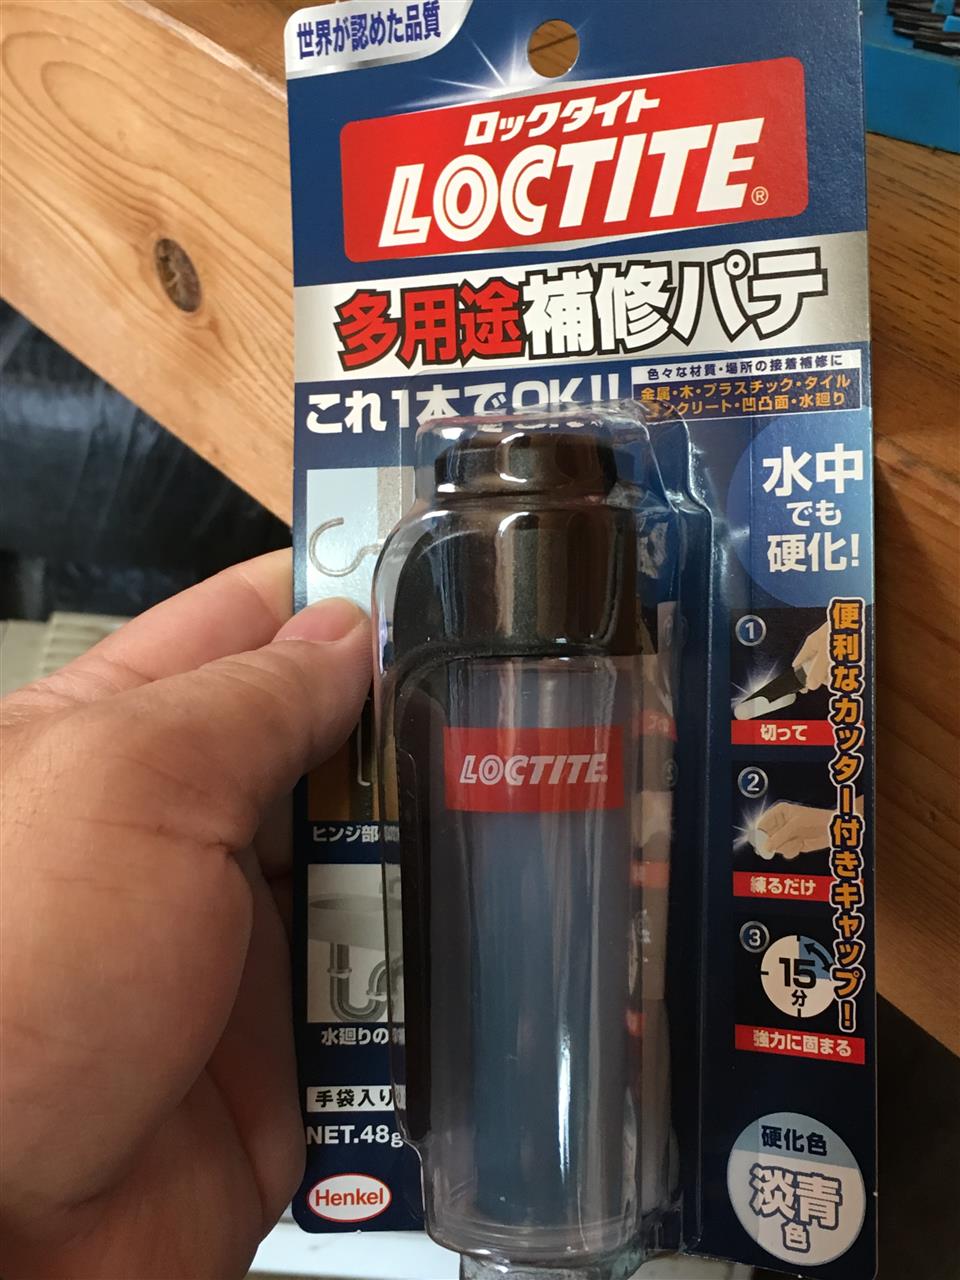 世界が認めた品質
ロックタイト
LOCTITE®
多用途補修パテ
これ1本でOK!!
色々な材質・場所の接着補修に
金属・木・プラスチック・タイル
コンクリート・凹凸面・水廻り
水中
でも
硬化!
便利なカッター付きキャップ!
1
切って
2
練るだけ
3
15
分
強力に固まる
LOCTITE
ヒンジ部
水廻りの
手袋入り
NET.48g
Henkel
硬化色
淡青
色